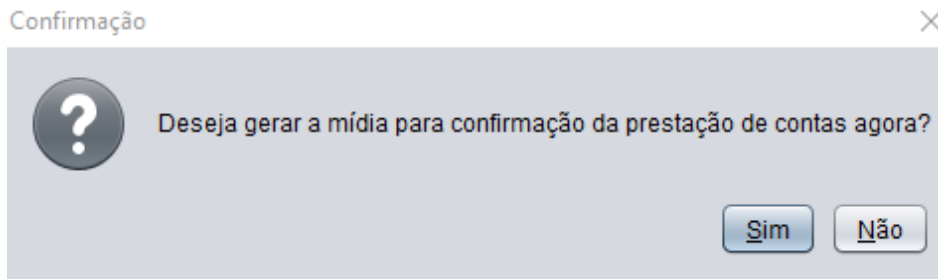 Confirmação
Deseja gerar a mídia para confirmação da prestação de contas agora?
Sim
Não